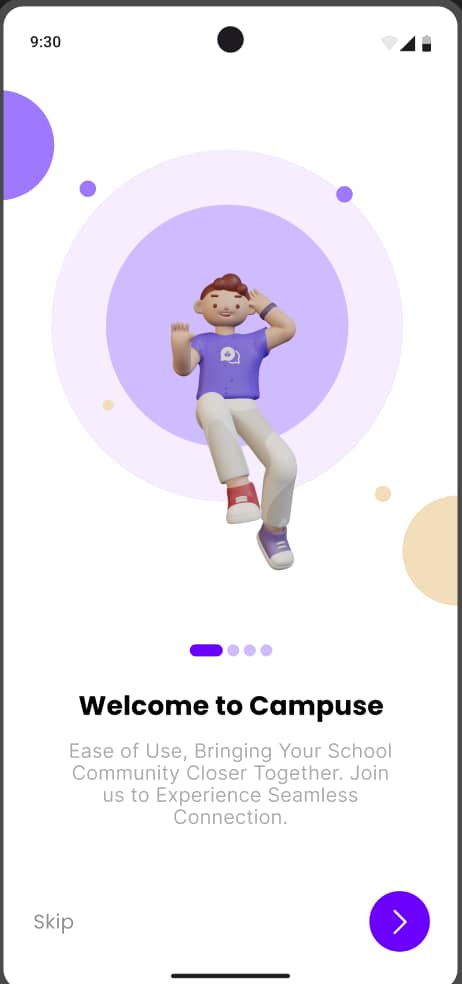 9:30
Welcome to Campuse
Ease of Use, Bringing Your School
Community Closer Together. Join
us to Experience Seamless
Connection.
Skip